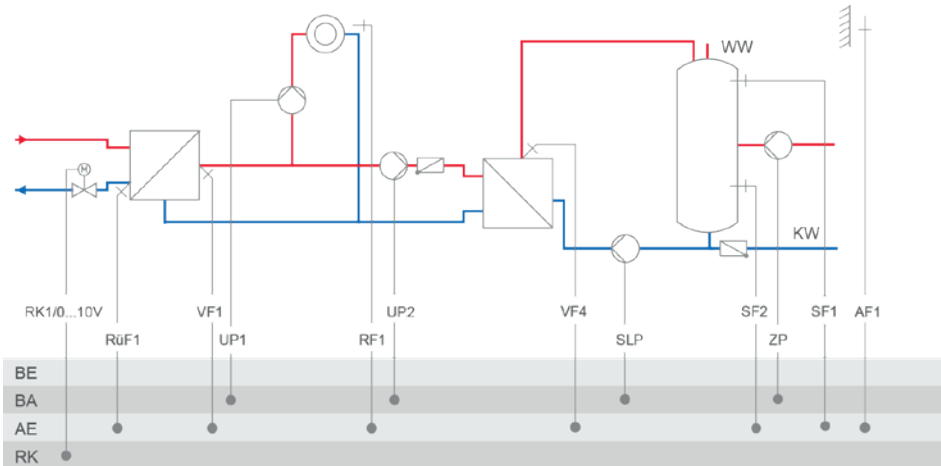 WW
M
KW
RK1/0...10V VF1 UP2 VF4 SF2 SF1 AF1
RüF1 UP1 RF1 SLP ZP
BE
BA
AE
RK